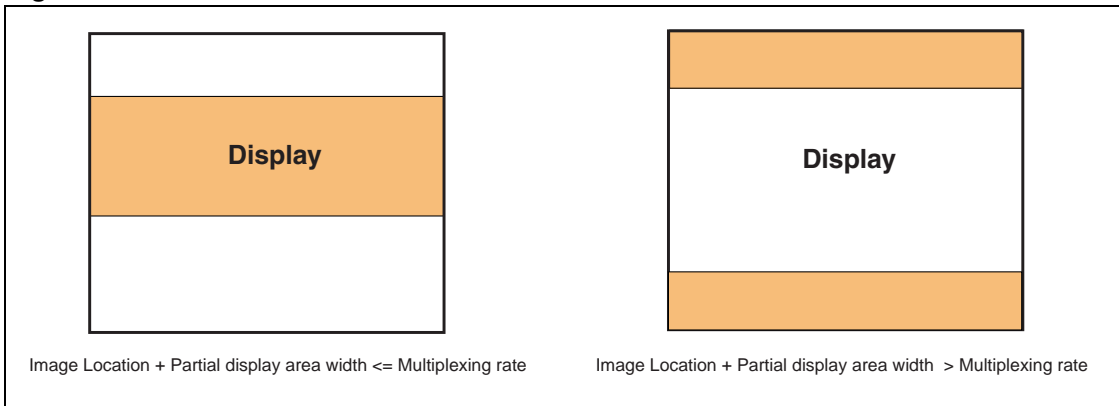 Display
Display
Image Location + Partial display area width <= Multiplexing rate
Image Location + Partial display area width > Multiplexing rate